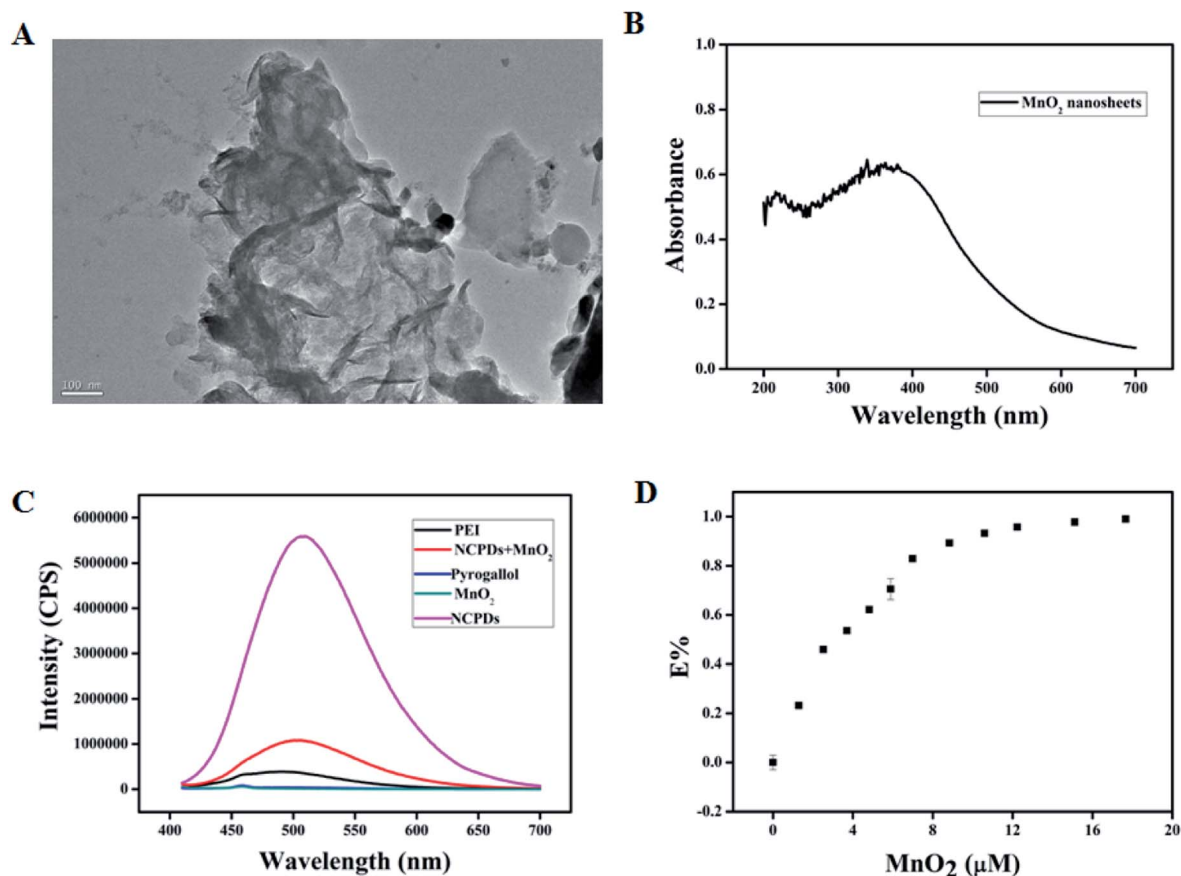 A
100 nm
B
Absorbance
1.0
0.8
0.6
0.4
0.2
0.0
MnO₂ nanosheets
200 300 400 500 600 700
Wavelength (nm)
C
Intensity (CPS)
6000000
5000000
4000000
3000000
2000000
1000000
0
PEI
NCPDs+MnO₂
Pyrogallol
MnO₂
NCPDs
400 450 500 550 600 650 700
Wavelength (nm)
D
E%
1.0
0.8
0.6
0.4
0.2
0.0
-0.2
0 4 8 12 16 20
MnO₂ (μM)